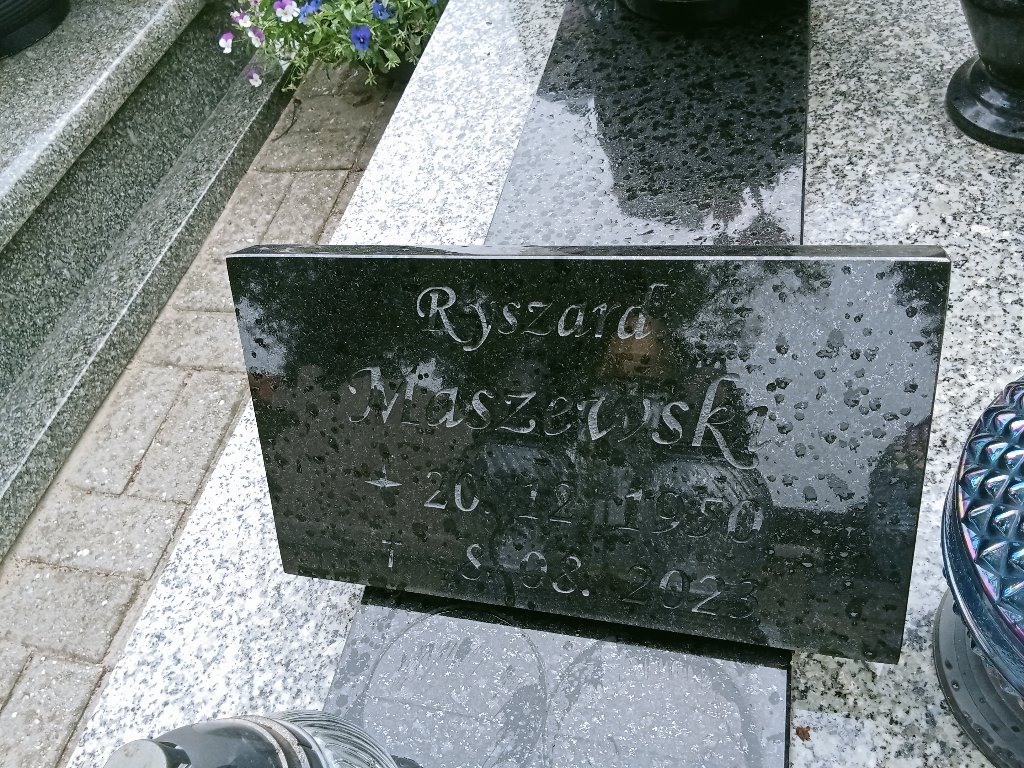 Ryszard
Maszewski
20. 12. 1950
† 8. 08. 2023